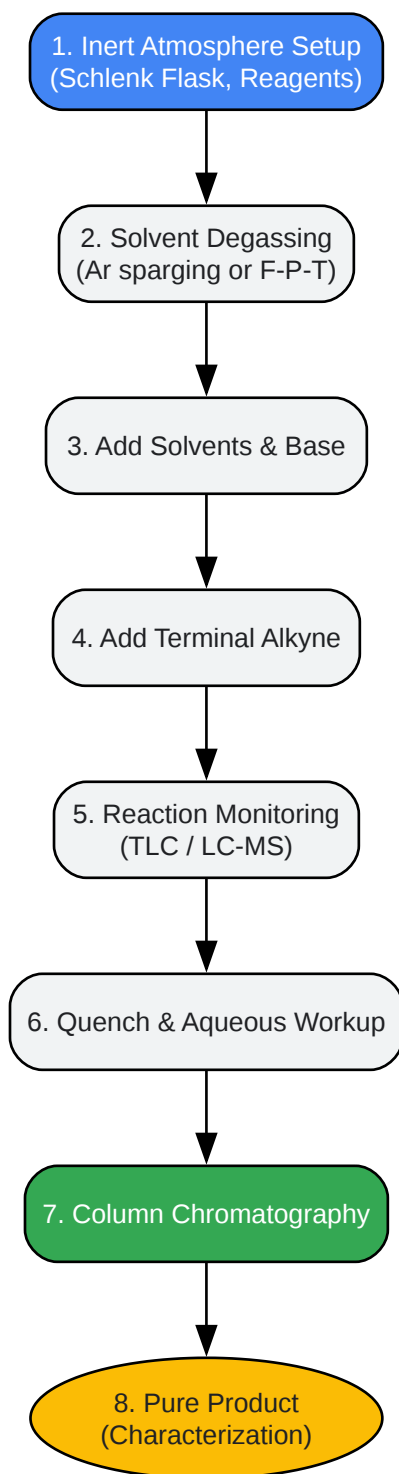 1. Inert Atmosphere Setup
(Schlenk Flask, Reagents)
2. Solvent Degassing
(Ar sparging or F-P-T)
3. Add Solvents & Base
4. Add Terminal Alkyne
5. Reaction Monitoring
(TLC / LC-MS)
6. Quench & Aqueous Workup
7. Column Chromatography
8. Pure Product
(Characterization)